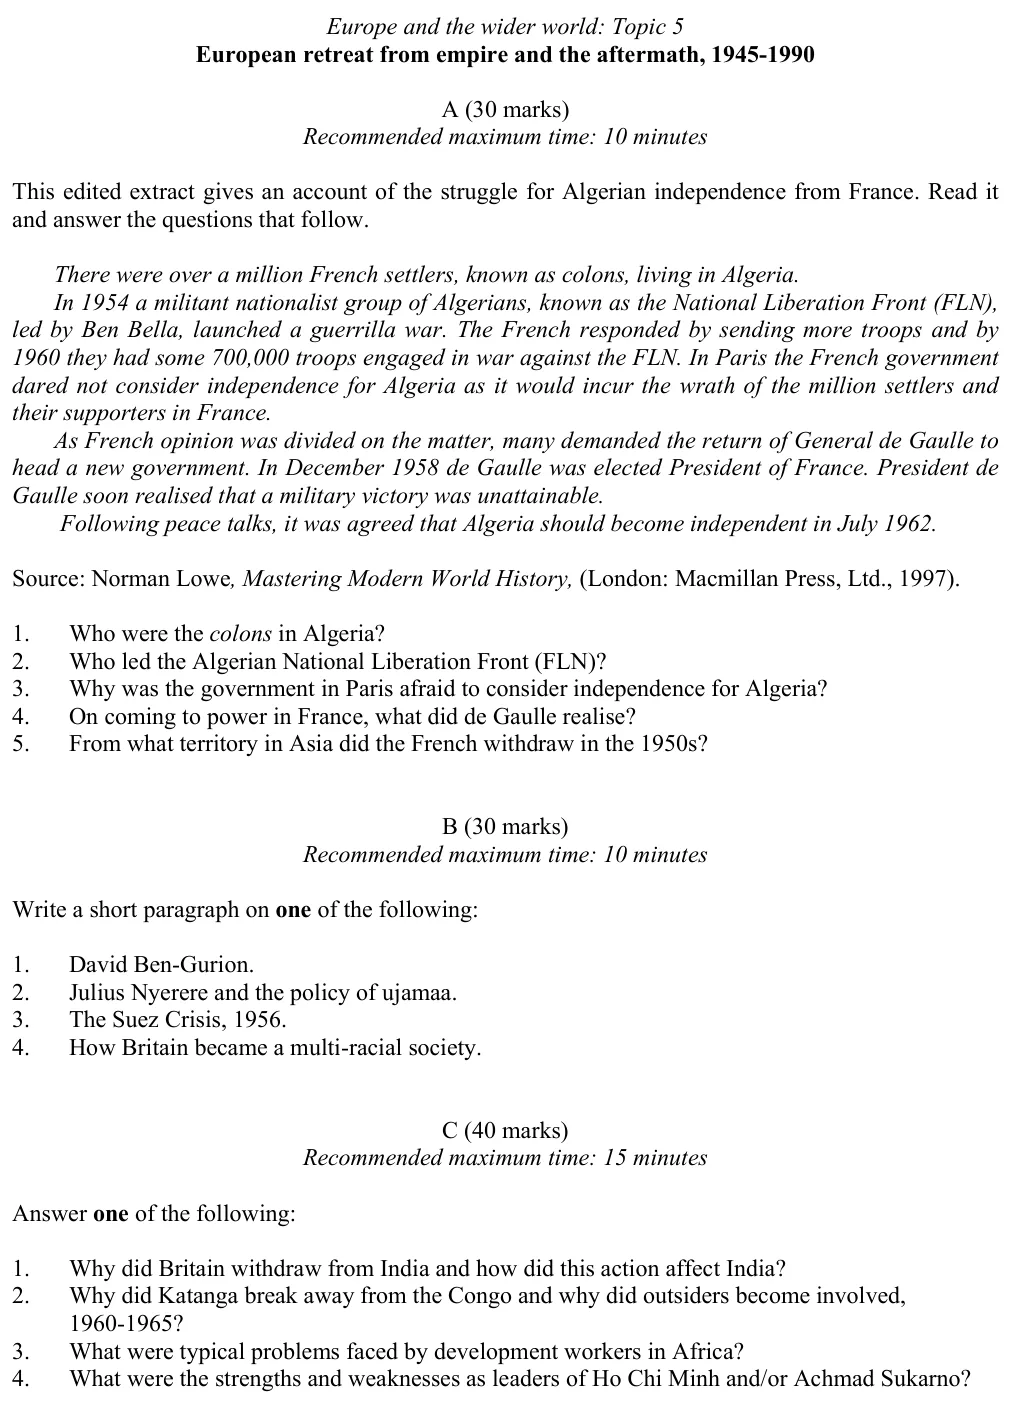 Europe and the wider world: Topic 5
European retreat from empire and the aftermath, 1945-1990
A (30 marks)
Recommended maximum time: 10 minutes
This edited extract gives an account of the struggle for Algerian independence from France. Read it
and answer the questions that follow.
There were over a million French settlers, known as colons, living in Algeria.
In 1954 a militant nationalist group of Algerians, known as the National Liberation Front (FLN),
led by Ben Bella, launched a guerrilla war. The French responded by sending more troops and by
1960 they had some 700,000 troops engaged in war against the FLN. In Paris the French government
dared not consider independence for Algeria as it would incur the wrath of the million settlers and
their supporters in France.
As French opinion was divided on the matter, many demanded the return of General de Gaulle to
head a new government. In December 1958 de Gaulle was elected President of France. President de
Gaulle soon realised that a military victory was unattainable.
Following peace talks, it was agreed that Algeria should become independent in July 1962.
Source: Norman Lowe, Mastering Modern World History, (London: Macmillan Press, Ltd., 1997).
1. Who were the colons in Algeria?
2. Who led the Algerian National Liberation Front (FLN)?
3. Why was the government in Paris afraid to consider independence for Algeria?
4. On coming to power in France, what did de Gaulle realise?
5. From what territory in Asia did the French withdraw in the 1950s?
B (30 marks)
Recommended maximum time: 10 minutes
Write a short paragraph on one of the following:
1. David Ben-Gurion.
2. Julius Nyerere and the policy of ujamaa.
3. The Suez Crisis, 1956.
4. How Britain became a multi-racial society.
C (40 marks)
Recommended maximum time: 15 minutes
Answer one of the following:
1. Why did Britain withdraw from India and how did this action affect India?
2. Why did Katanga break away from the Congo and why did outsiders become involved,
1960-1965?
3. What were typical problems faced by development workers in Africa?
4. What were the strengths and weaknesses as leaders of Ho Chi Minh and/or Achmad Sukarno?